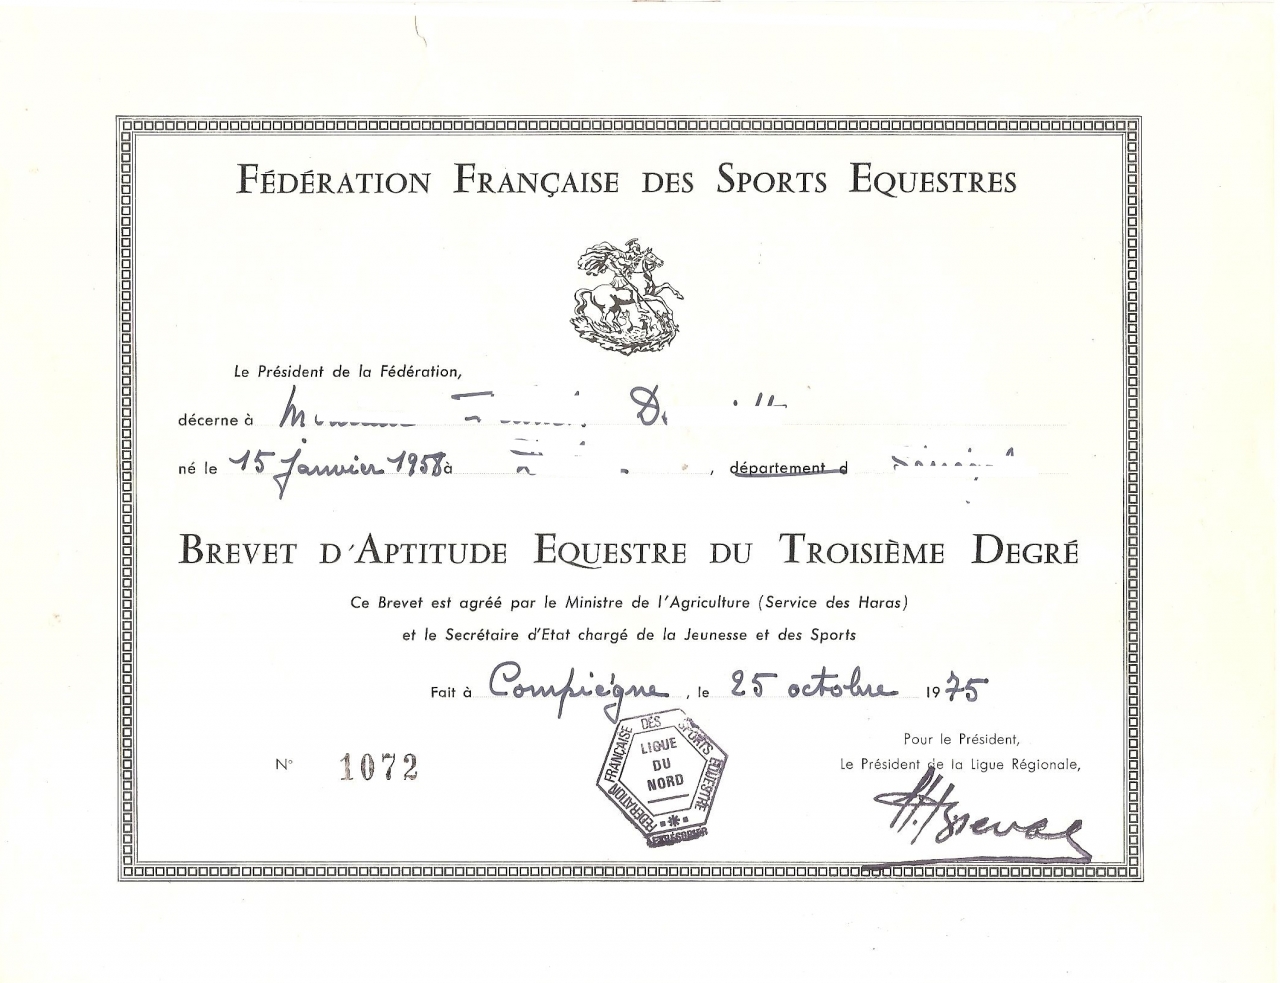 FÉDÉRATION FRANÇAISE DES SPORTS EQUESTRES
Le Président de la Fédération,
décerne à
né le 15 janvier 1958 à , département d
BREVET D'APTITUDE EQUESTRE DU TROISIÈME DEGRÉ
Ce Brevet est agréé par le Ministre de l'Agriculture (Service des Haras)
et le Secrétaire d'Etat chargé de la Jeunesse et des Sports
Fait à Compiègne, le 25 octobre 1975
Pour le Président,
Le Président de la Ligue Régionale,
N° 1072
FÉDÉRATION FRANÇAISE DES SPORTS EQUESTRE
LIGUE
DU
NORD